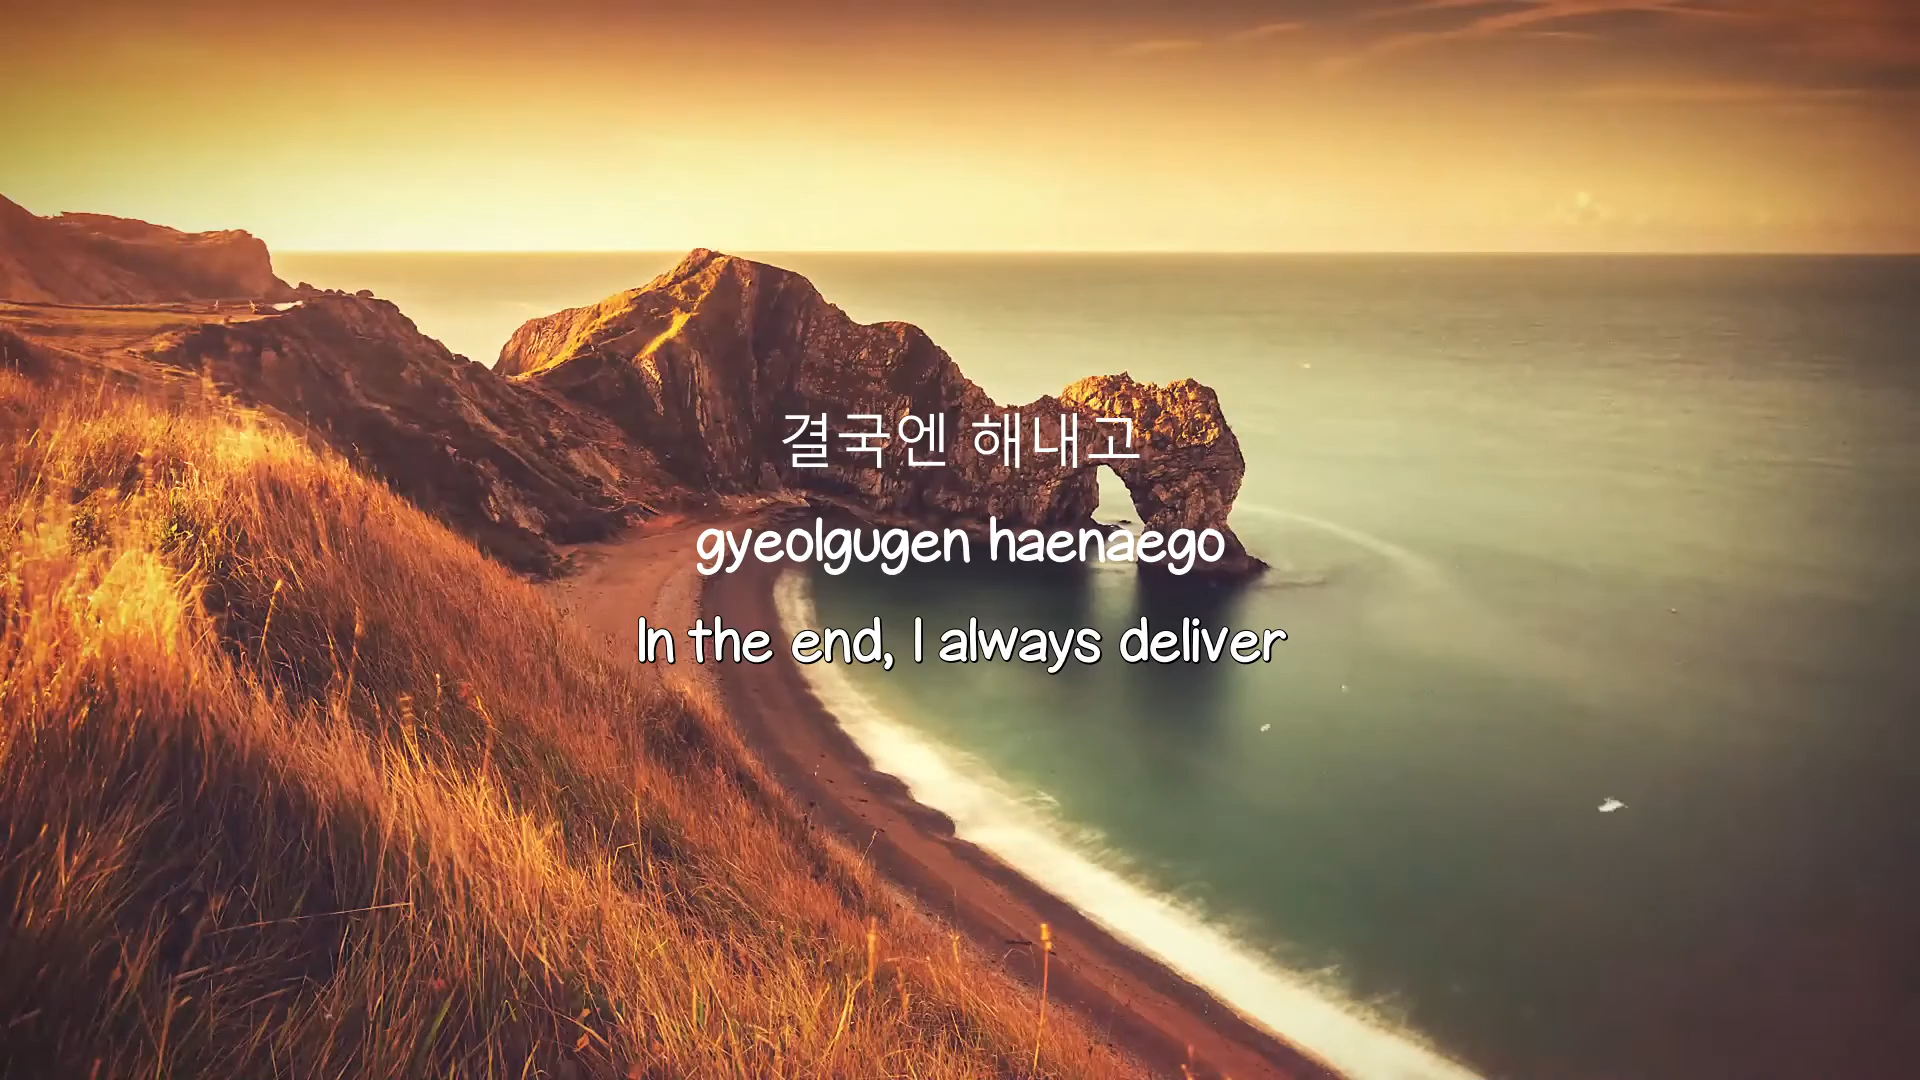 결국엔 해내고
gyeolgugen haenaego
In the end, I always deliver